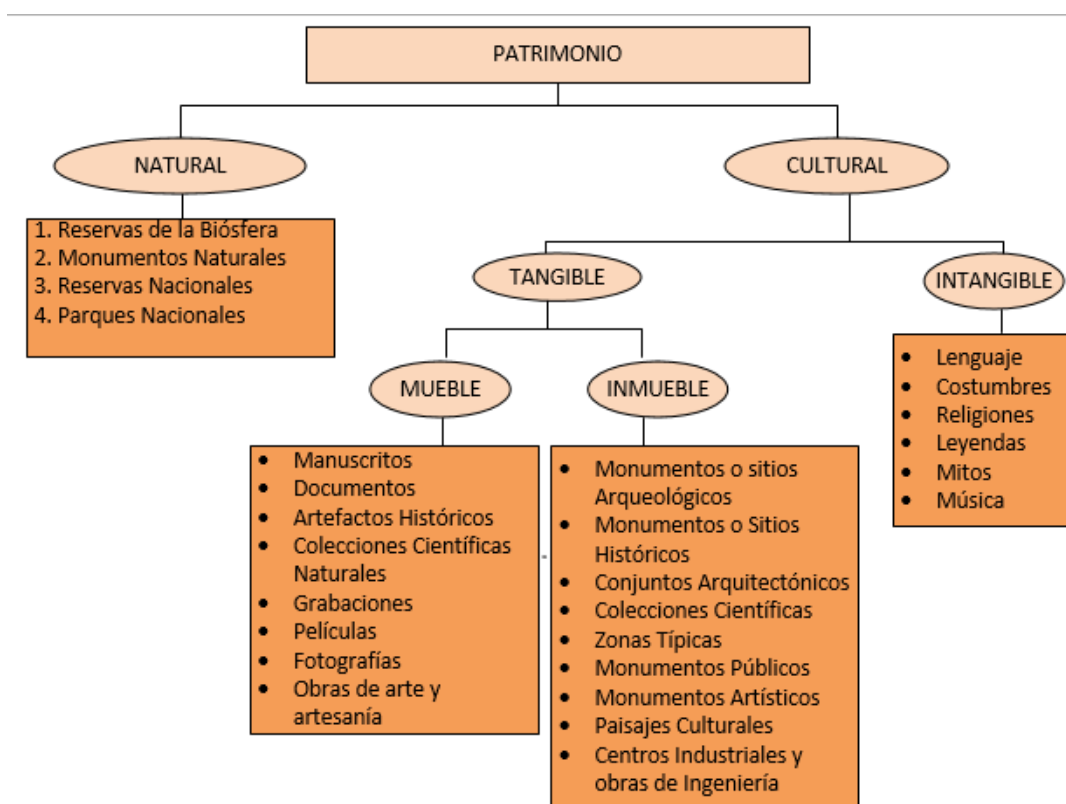 PATRIMONIO
NATURAL
CULTURAL
1. Reservas de la Biósfera
2. Monumentos Naturales
3. Reservas Nacionales
4. Parques Nacionales
TANGIBLE
INTANGIBLE
• Lenguaje
• Costumbres
• Religiones
• Leyendas
• Mitos
• Música
MUEBLE
INMUEBLE
• Manuscritos
• Documentos
• Artefactos Históricos
• Colecciones Científicas
Naturales
• Grabaciones
• Películas
• Fotografías
• Obras de arte y
artesanía
• Monumentos o sitios
Arqueológicos
• Monumentos o Sitios
Históricos
• Conjuntos Arquitectónicos
• Colecciones Científicas
• Zonas Típicas
• Monumentos Públicos
• Monumentos Artísticos
• Paisajes Culturales
• Centros Industriales y
obras de Ingeniería